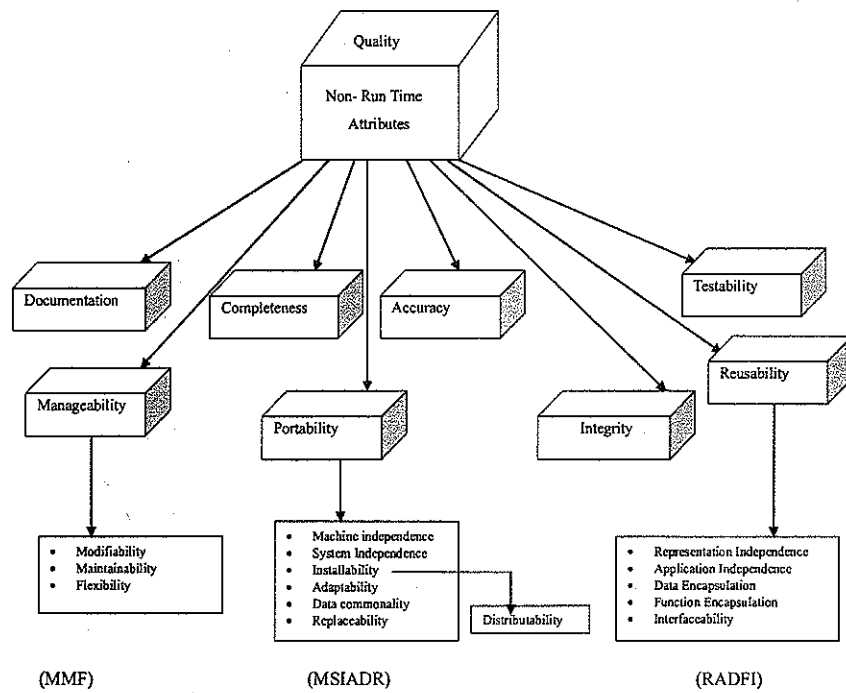 Quality
Non- Run Time
Attributes
Documentation
Completeness
Accuracy
Testability
Manageability
Portability
Integrity
Reusability
• Modifiability
• Maintainability
• Flexibility
• Machine independence
• System Independence
• Installability
• Adaptability
• Data commonality
• Replaceability
Distributability
• Representation Independence
• Application Independence
• Data Encapsulation
• Function Encapsulation
• Interfaceability
(MMF)
(MSIADR)
(RADFI)